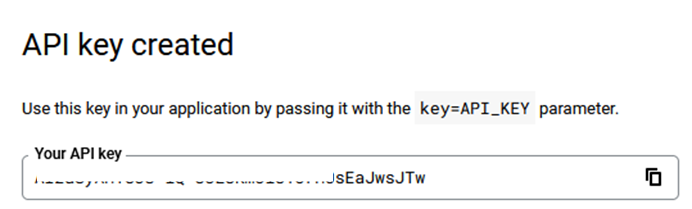 API key created
Use this key in your application by passing it with the key=API_KEY parameter.
Your API key